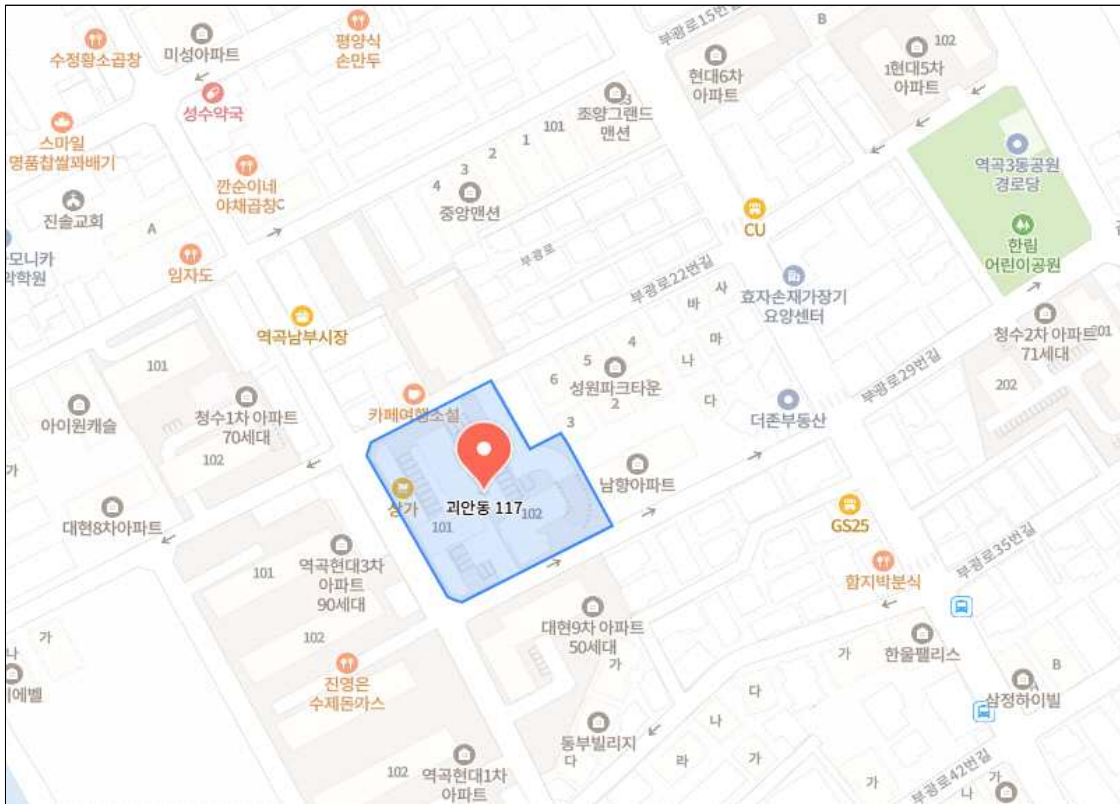 부광로15번길
B
102
1현대5차
아파트
현대6차
아파트
평양식
손만두
미성아파트
수정황소곱창
성수약국
조양그랜드
맨션
101
1
2
3
4
중앙맨션
스마일
명품찹쌀꽈배기
깐순이네
야채곱창
C
진솔교회
A
임자도
모니카
악학원
역곡3동공원
경로당
한림
어린이공원
CU
부광로
부광로22번길
효자손재가장기
요양센터
사
바
마
나
다
4
5
6
성원파크타운
2
3
역곡남부시장
101
청수1차 아파트
70세대
102
아이원캐슬
가
카페여행소설
청수2차 아파트
71세대
201
202
부광로29번길
더존부동산
남향아파트
상가
101
괴안동 117
102
대현8차아파트
GS25
함지박분식
부광로35번길
역곡현대3차
아파트
90세대
101
102
대현9차 아파트
50세대
가
가
나
이에벨
진영은
수제돈까스
한울팰리스
가
B
A
삼정하이빌
다
나
동부빌리지
다
라
가
102
역곡현대1차
아파트
부광로42번길
가
가
나